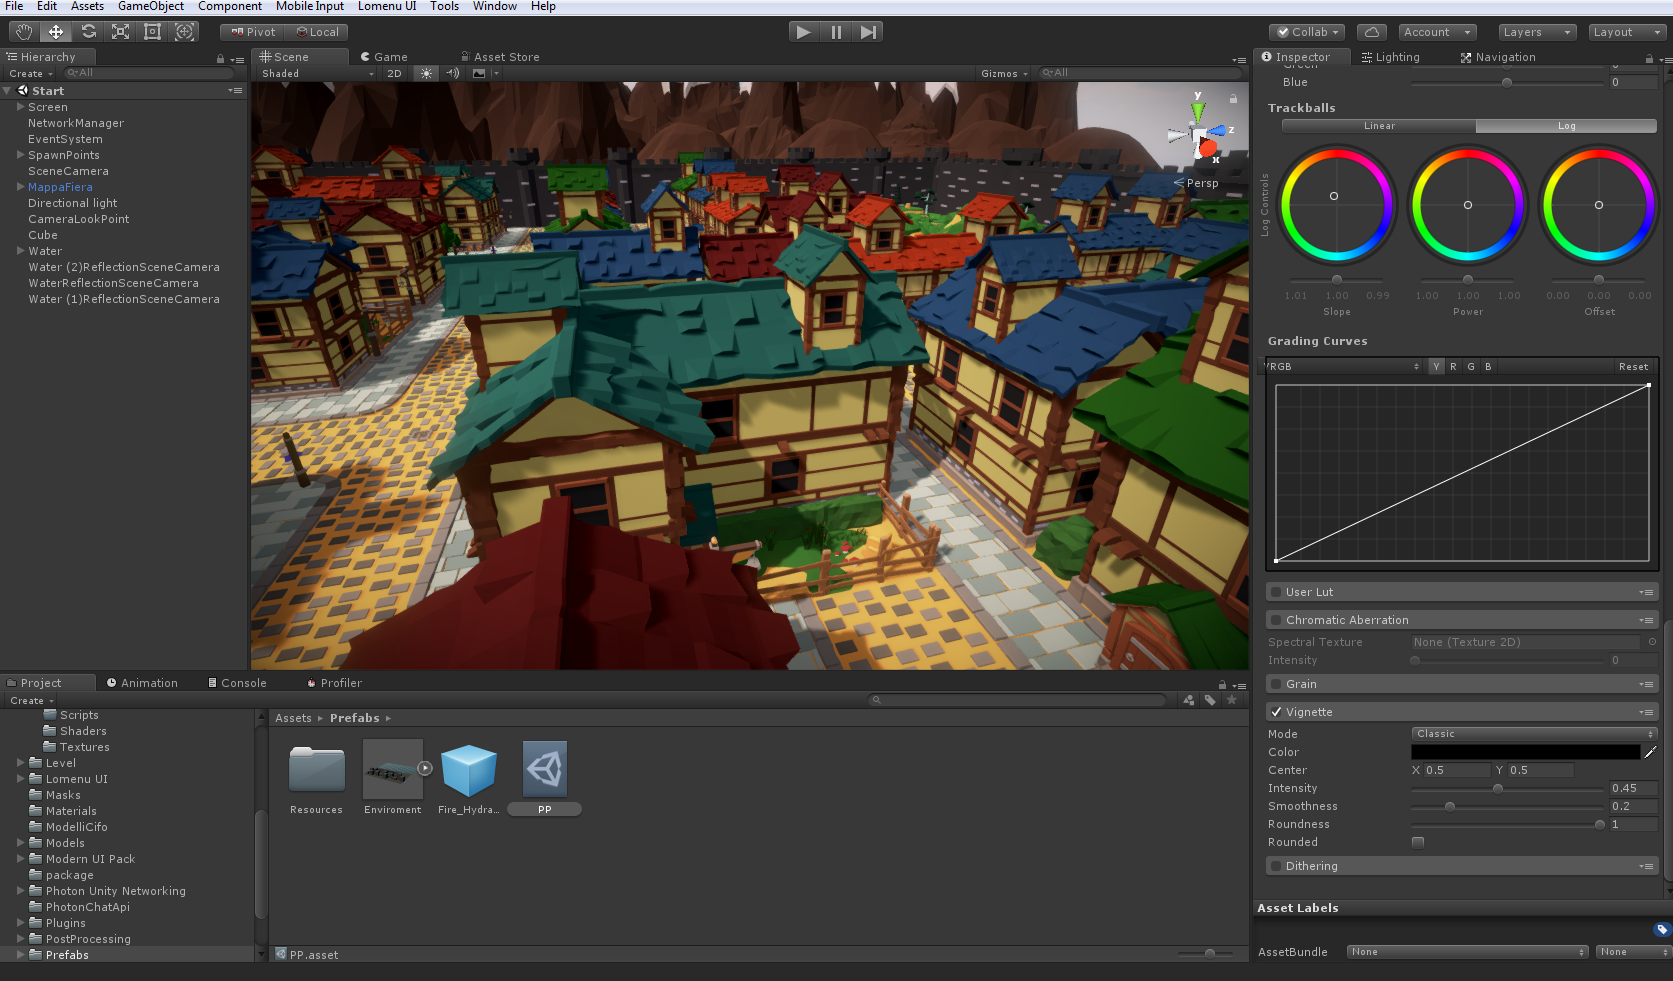 File Edit Assets GameObject Component Mobile Input Lomenu UI Tools Window Help
Pivot Local Collab Account Layers Layout
Hierarchy
Create All
Start
Screen
NetworkManager
EventSystem
SpawnPoints
SceneCamera
MappaFiera
Directional light
CameraLookPoint
Cube
Water
Water (2)ReflectionSceneCamera
WaterReflectionSceneCamera
Water (1)ReflectionSceneCamera
Scene Game Asset Store
Shaded 2D Gizmos All
y
z
x
Persp
Inspector Lighting Navigation
Green 0
Blue 0
Trackballs
Linear Log
Log Controls
1.01 1.00 0.99 1.00 1.00 1.00 0.00 0.00 0.00
Slope Power Offset
Grading Curves
YRGB Y R G B Reset
User Lut
Chromatic Aberration
Spectral Texture None (Texture 2D)
Intensity 0
Grain
Vignette
Mode Classic
Color
Center X 0.5 Y 0.5
Intensity 0.45
Smoothness 0.2
Roundness 1
Rounded
Dithering
Asset Labels
AssetBundle None None
Project Animation Console Profiler
Create
Scripts
Shaders
Textures
Level
Lomenu UI
Masks
Materials
ModelliCifo
Models
Modern UI Pack
package
Photon Unity Networking
PhotonChatApi
Plugins
PostProcessing
Prefabs
Assets Prefabs
Resources Enviroment Fire_Hydra... PP
PP.asset